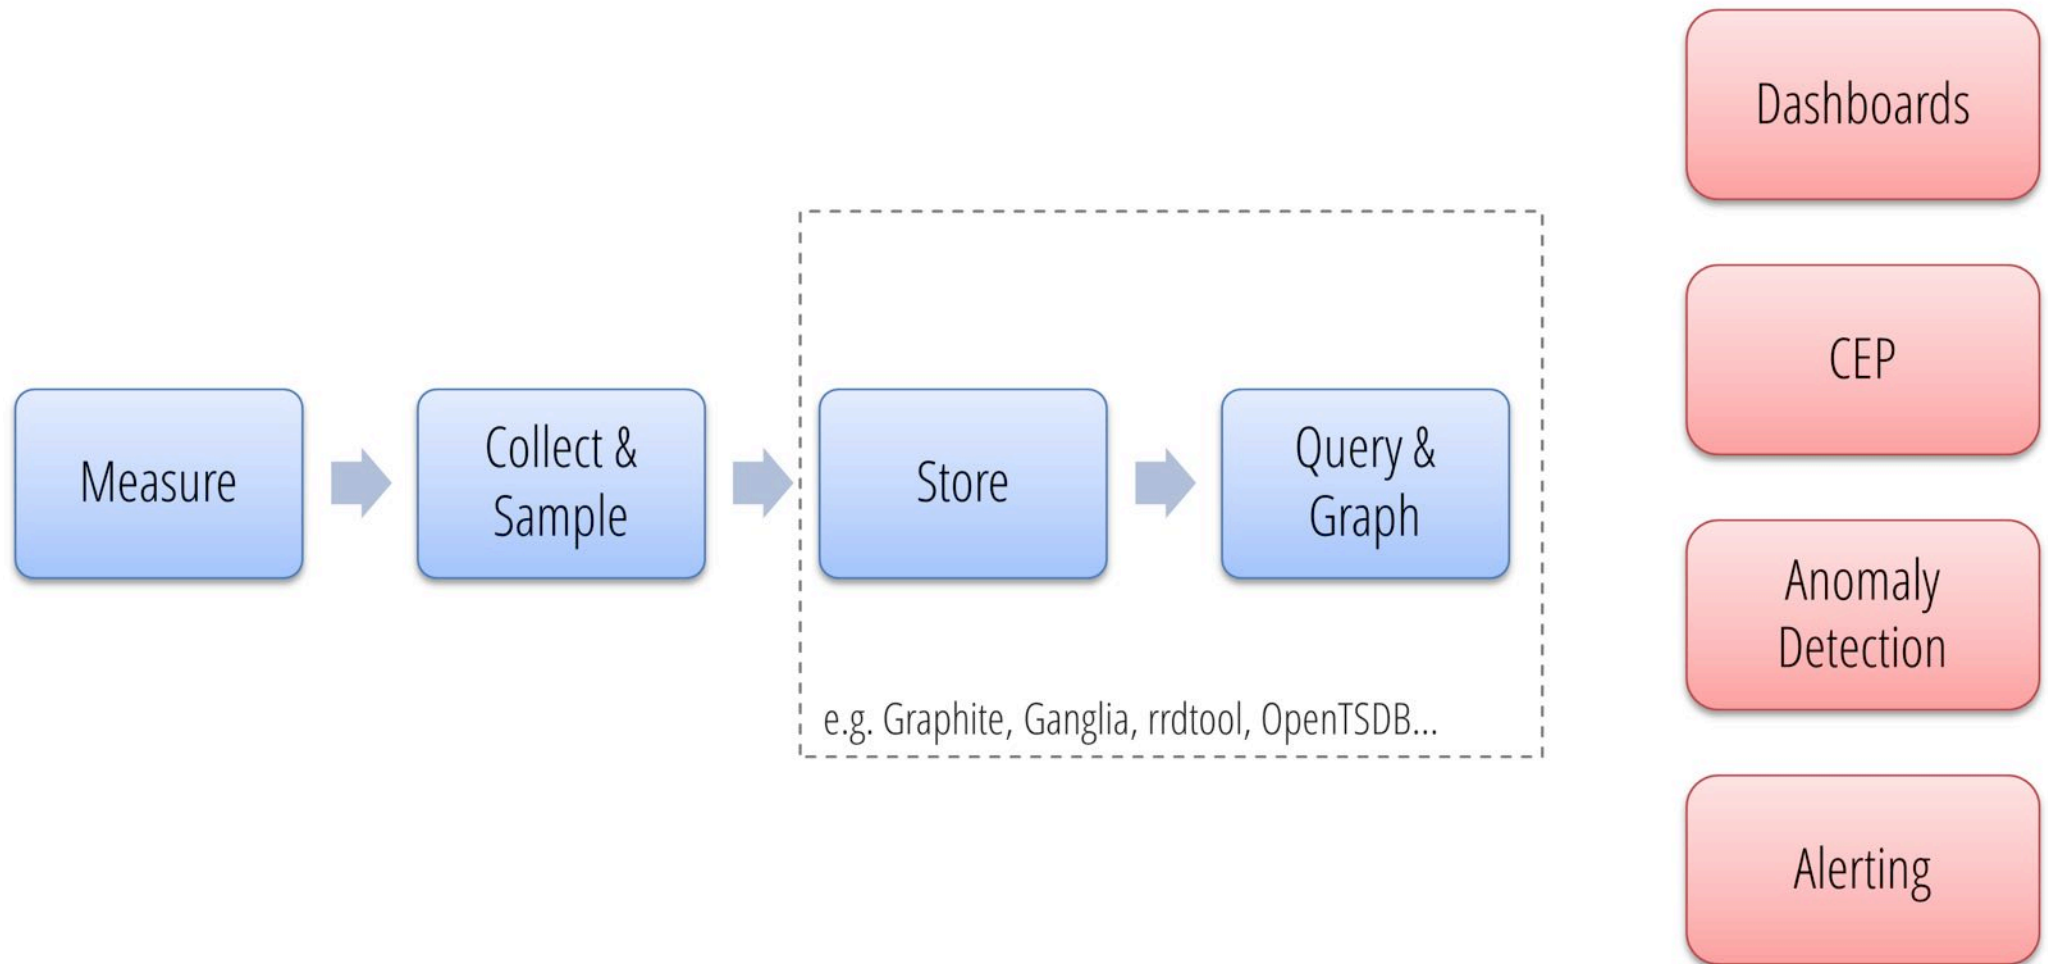 Measure
Collect &
Sample
Store
Query &
Graph
e.g. Graphite, Ganglia, rrdtool, OpenTSDB...
Dashboards
CEP
Anomaly
Detection
Alerting